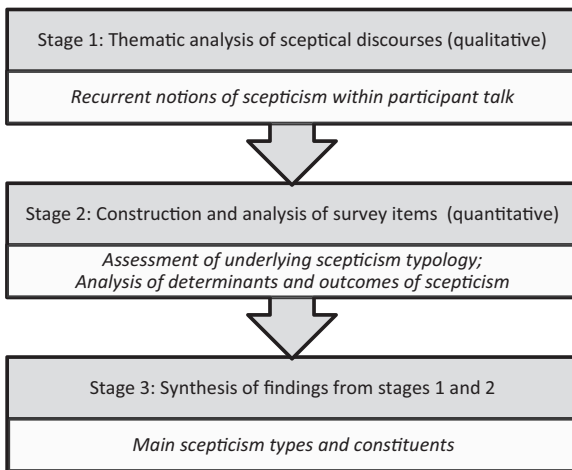 Stage 1: Thematic analysis of sceptical discourses (qualitative)
Recurrent notions of scepticism within participant talk
Stage 2: Construction and analysis of survey items (quantitative)
Assessment of underlying scepticism typology;
Analysis of determinants and outcomes of scepticism
Stage 3: Synthesis of findings from stages 1 and 2
Main scepticism types and constituents